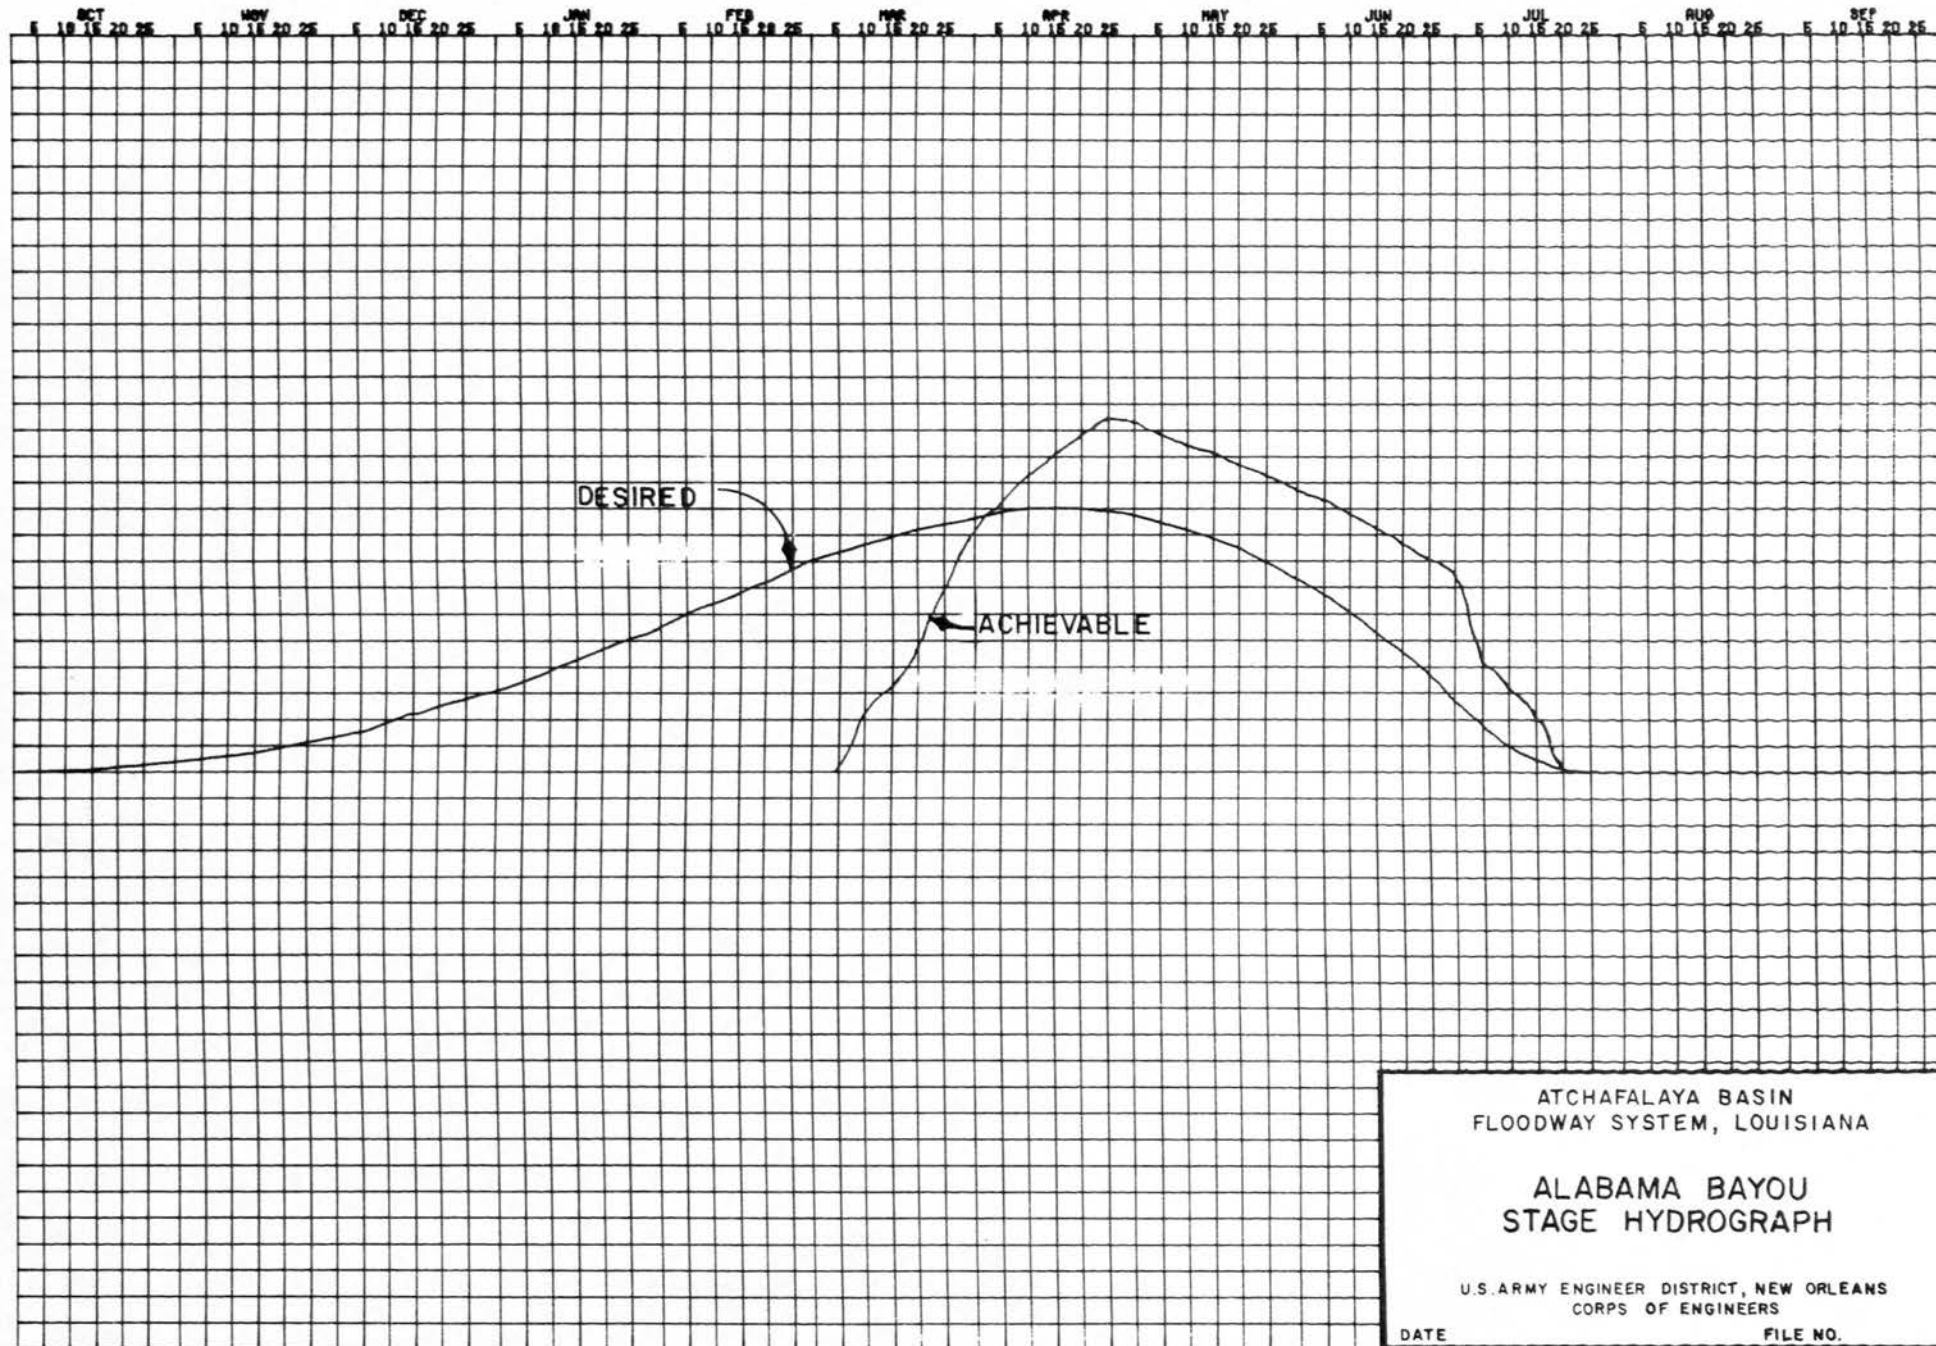 OCT NOV DEC JAN FEB MAR APR MAY JUN JUL AUG SEP
5 10 15 20 25 5 10 15 20 25 5 10 15 20 25 5 10 15 20 25 5 10 15 20 25 5 10 15 20 25 5 10 15 20 25 5 10 15 20 25 5 10 15 20 25 5 10 15 20 25 5 10 15 20 25 5 10 15 20 25
DESIRED
ACHIEVABLE
ATCHAFALAYA BASIN
FLOODWAY SYSTEM, LOUISIANA
ALABAMA BAYOU
STAGE HYDROGRAPH
U.S. ARMY ENGINEER DISTRICT, NEW ORLEANS
CORPS OF ENGINEERS
DATE FILE NO.